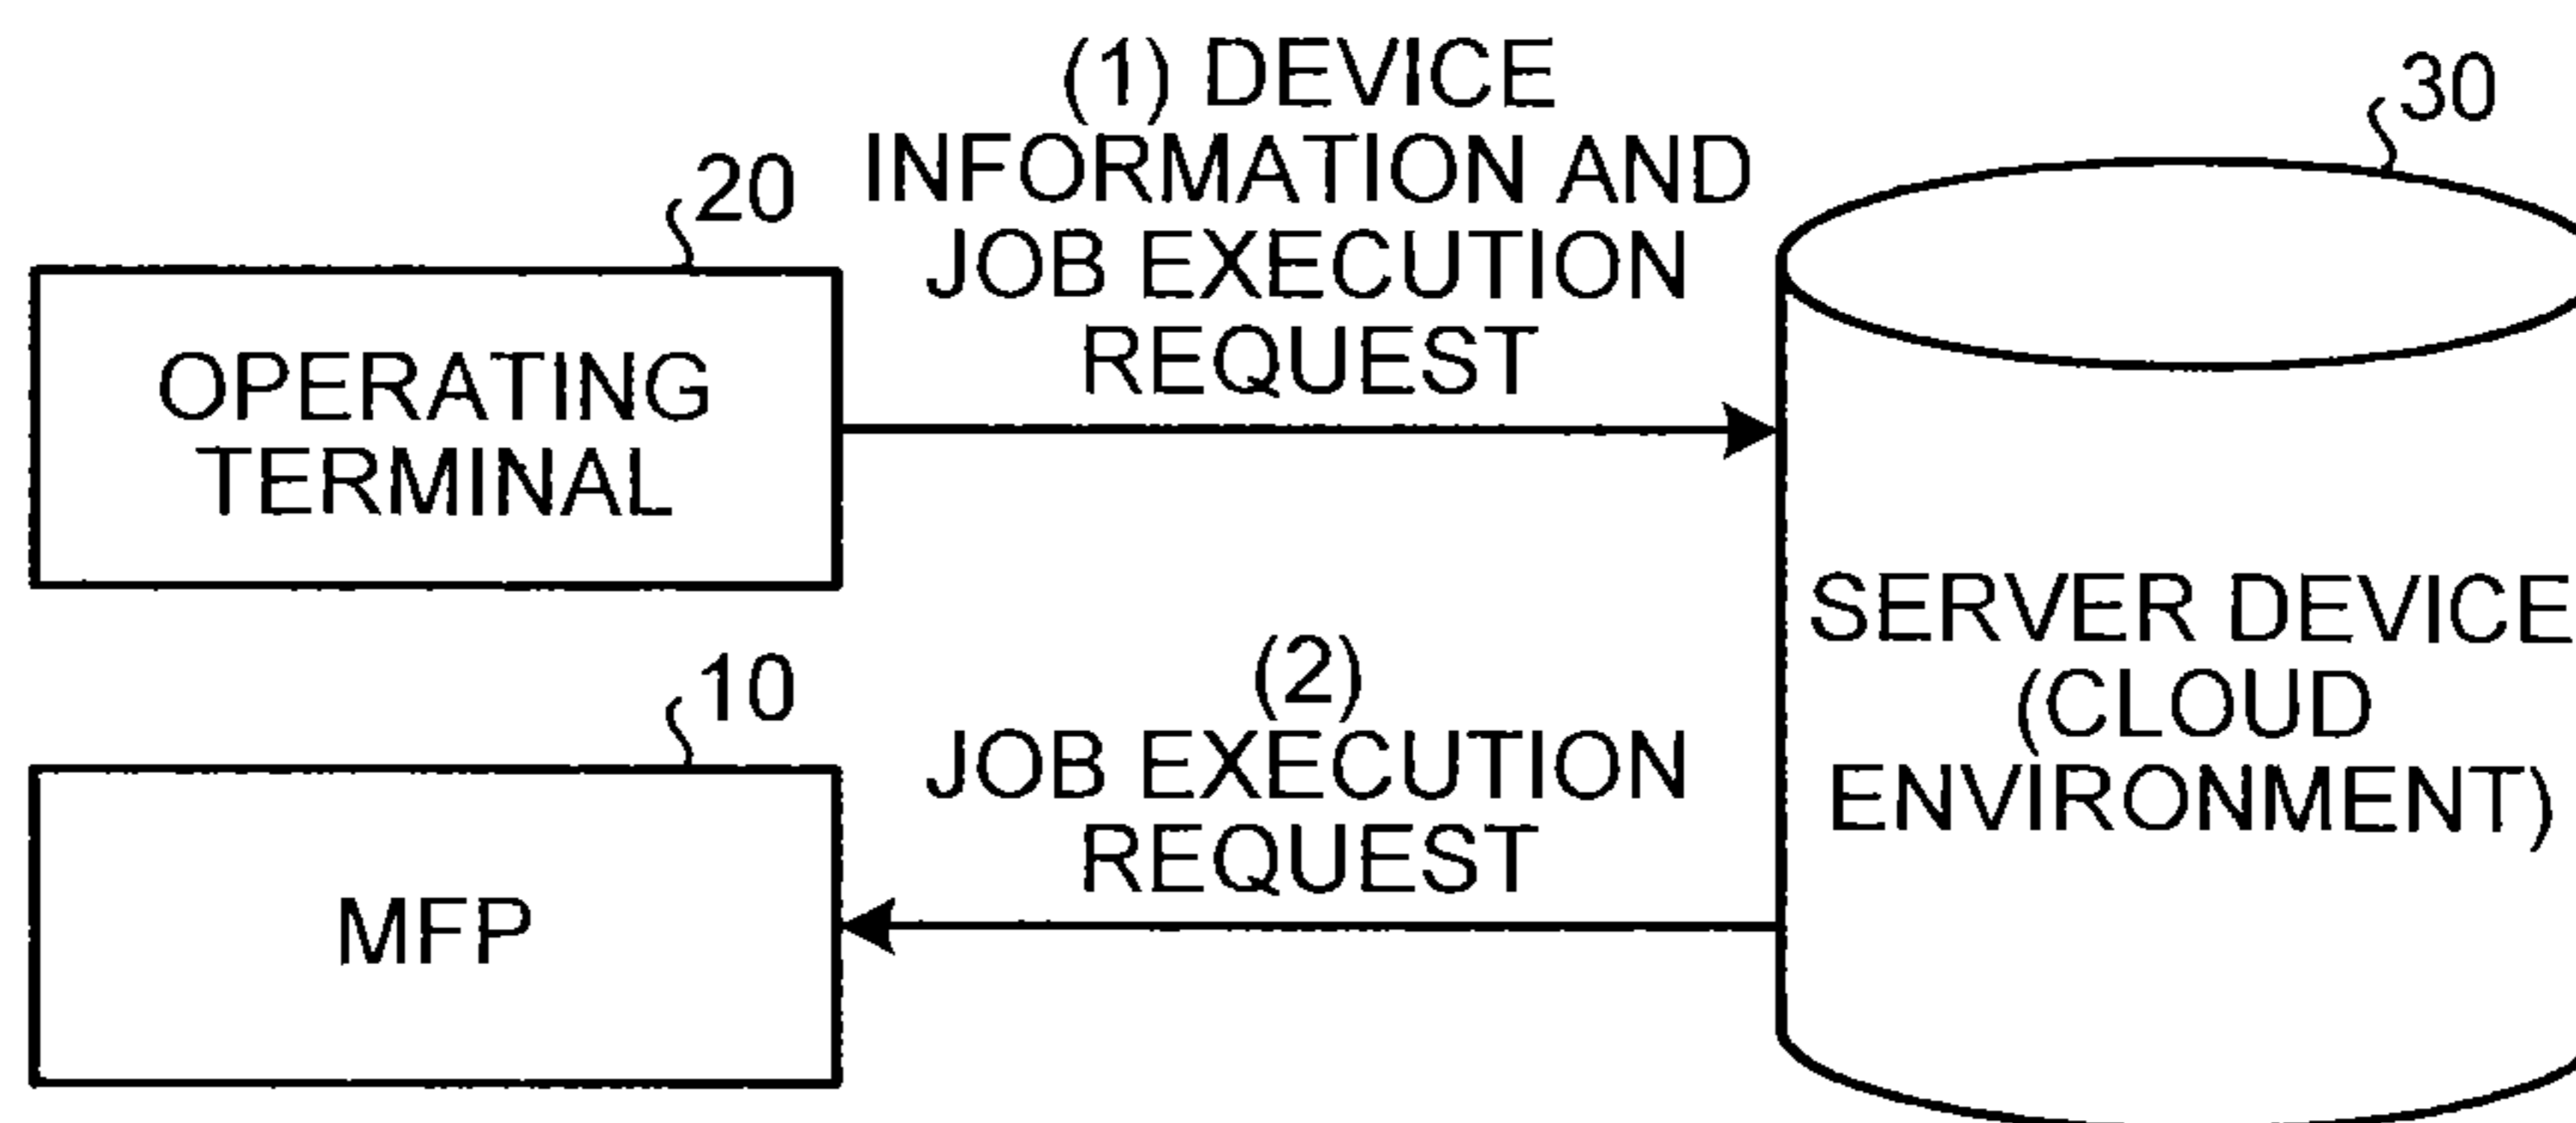 (1) DEVICE
INFORMATION AND
JOB EXECUTION
REQUEST
30
20
OPERATING
TERMINAL
SERVER DEVICE
(CLOUD
ENVIRONMENT)
(2)
JOB EXECUTION
REQUEST
10
MFP